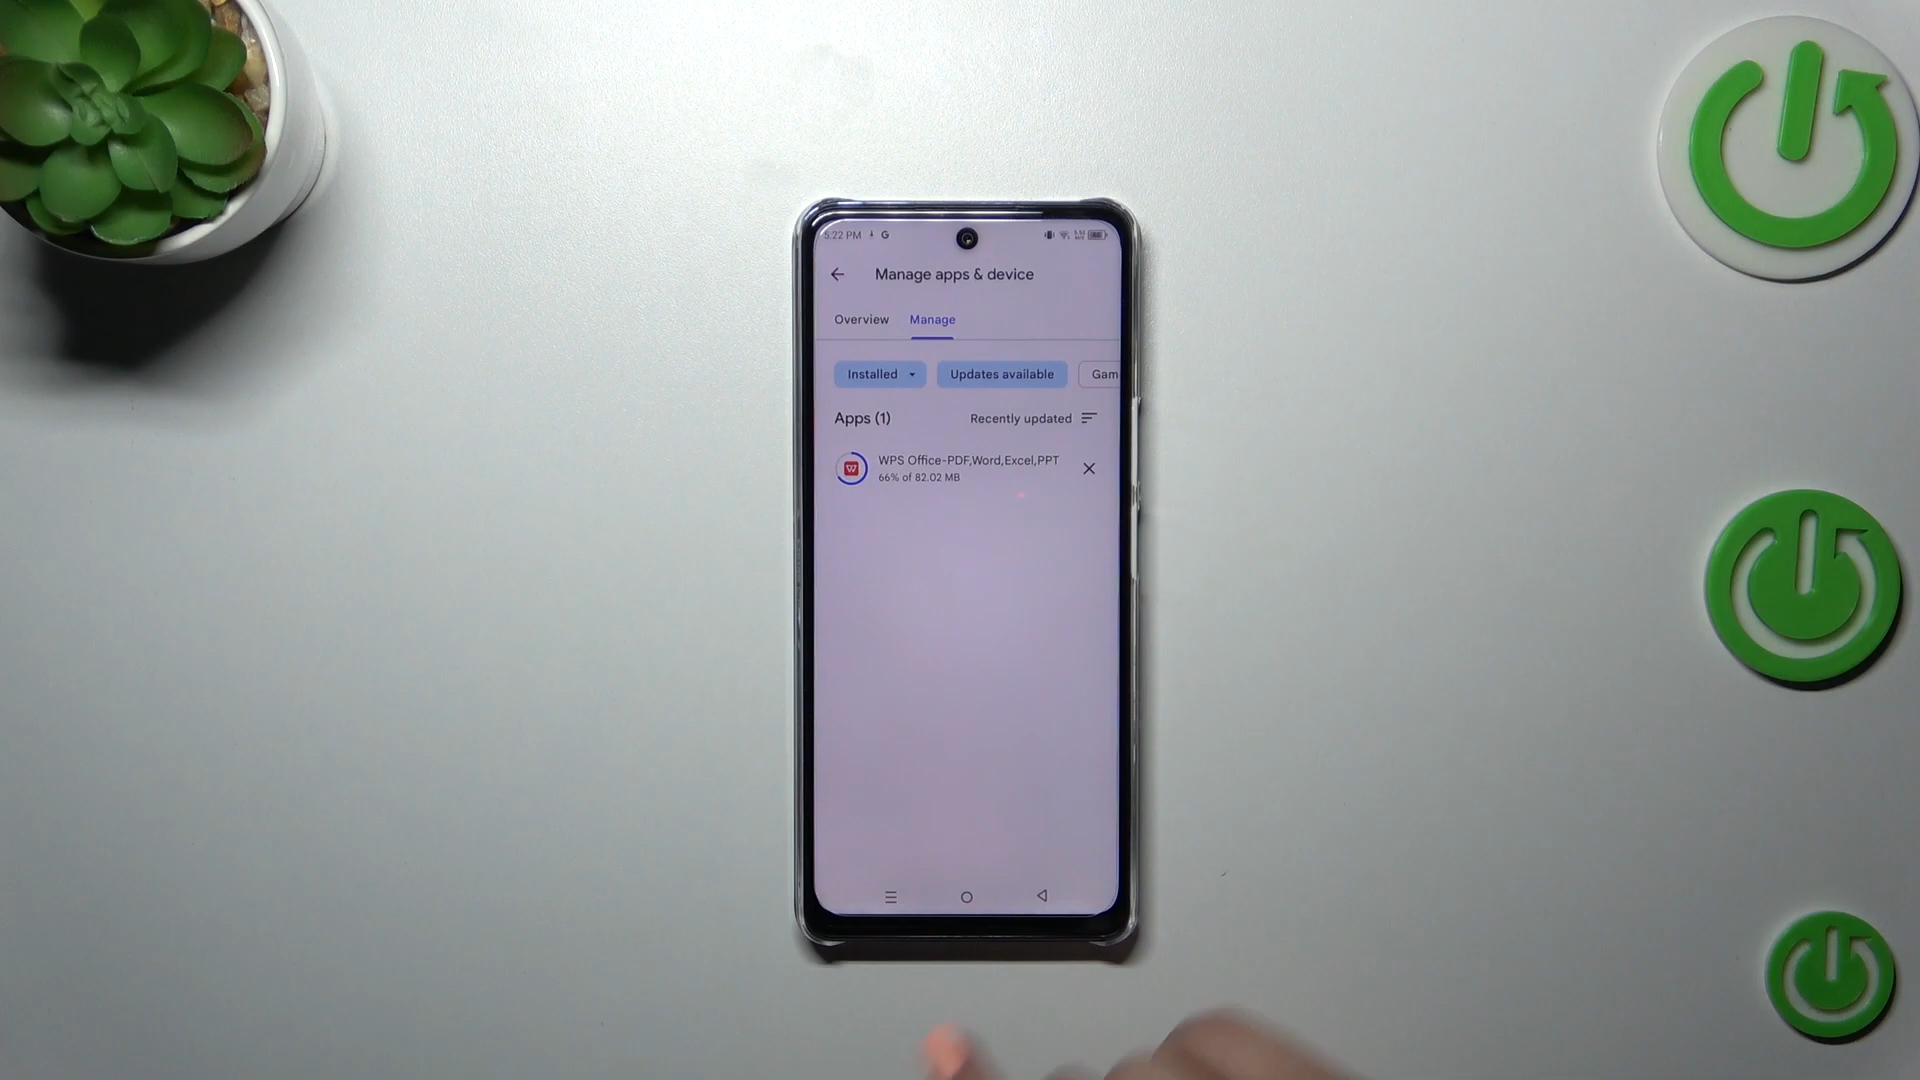 5:22 PM G
Manage apps & device
Overview Manage
Installed Updates available Gam
Apps (1) Recently updated
WPS Office-PDF,Word,Excel,PPT
66% of 82.02 MB